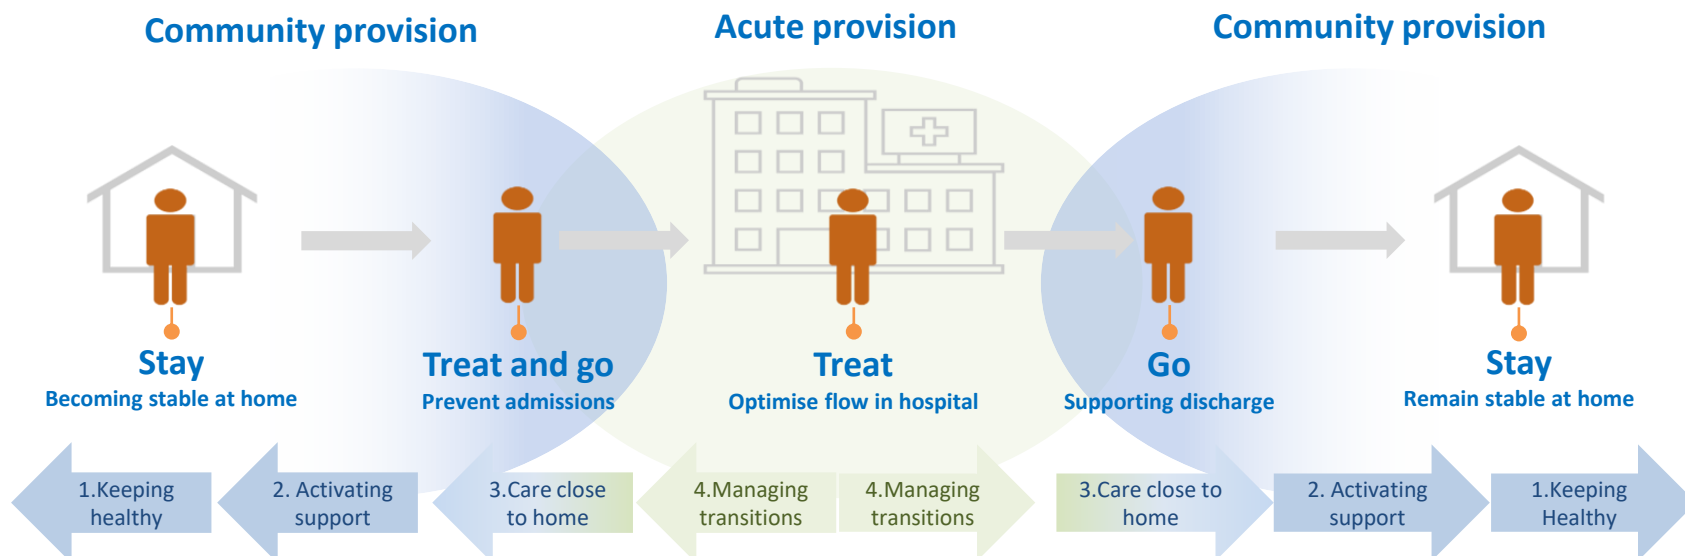 Community provision
Acute provision
Community provision
Stay
Becoming stable at home
Treat and go
Prevent admissions
Treat
Optimise flow in hospital
Go
Supporting discharge
Stay
Remain stable at home
1.Keeping
healthy
2. Activating
support
3.Care close
to home
4.Managing
transitions
4.Managing
transitions
3.Care close to
home
2. Activating
support
1.Keeping
Healthy